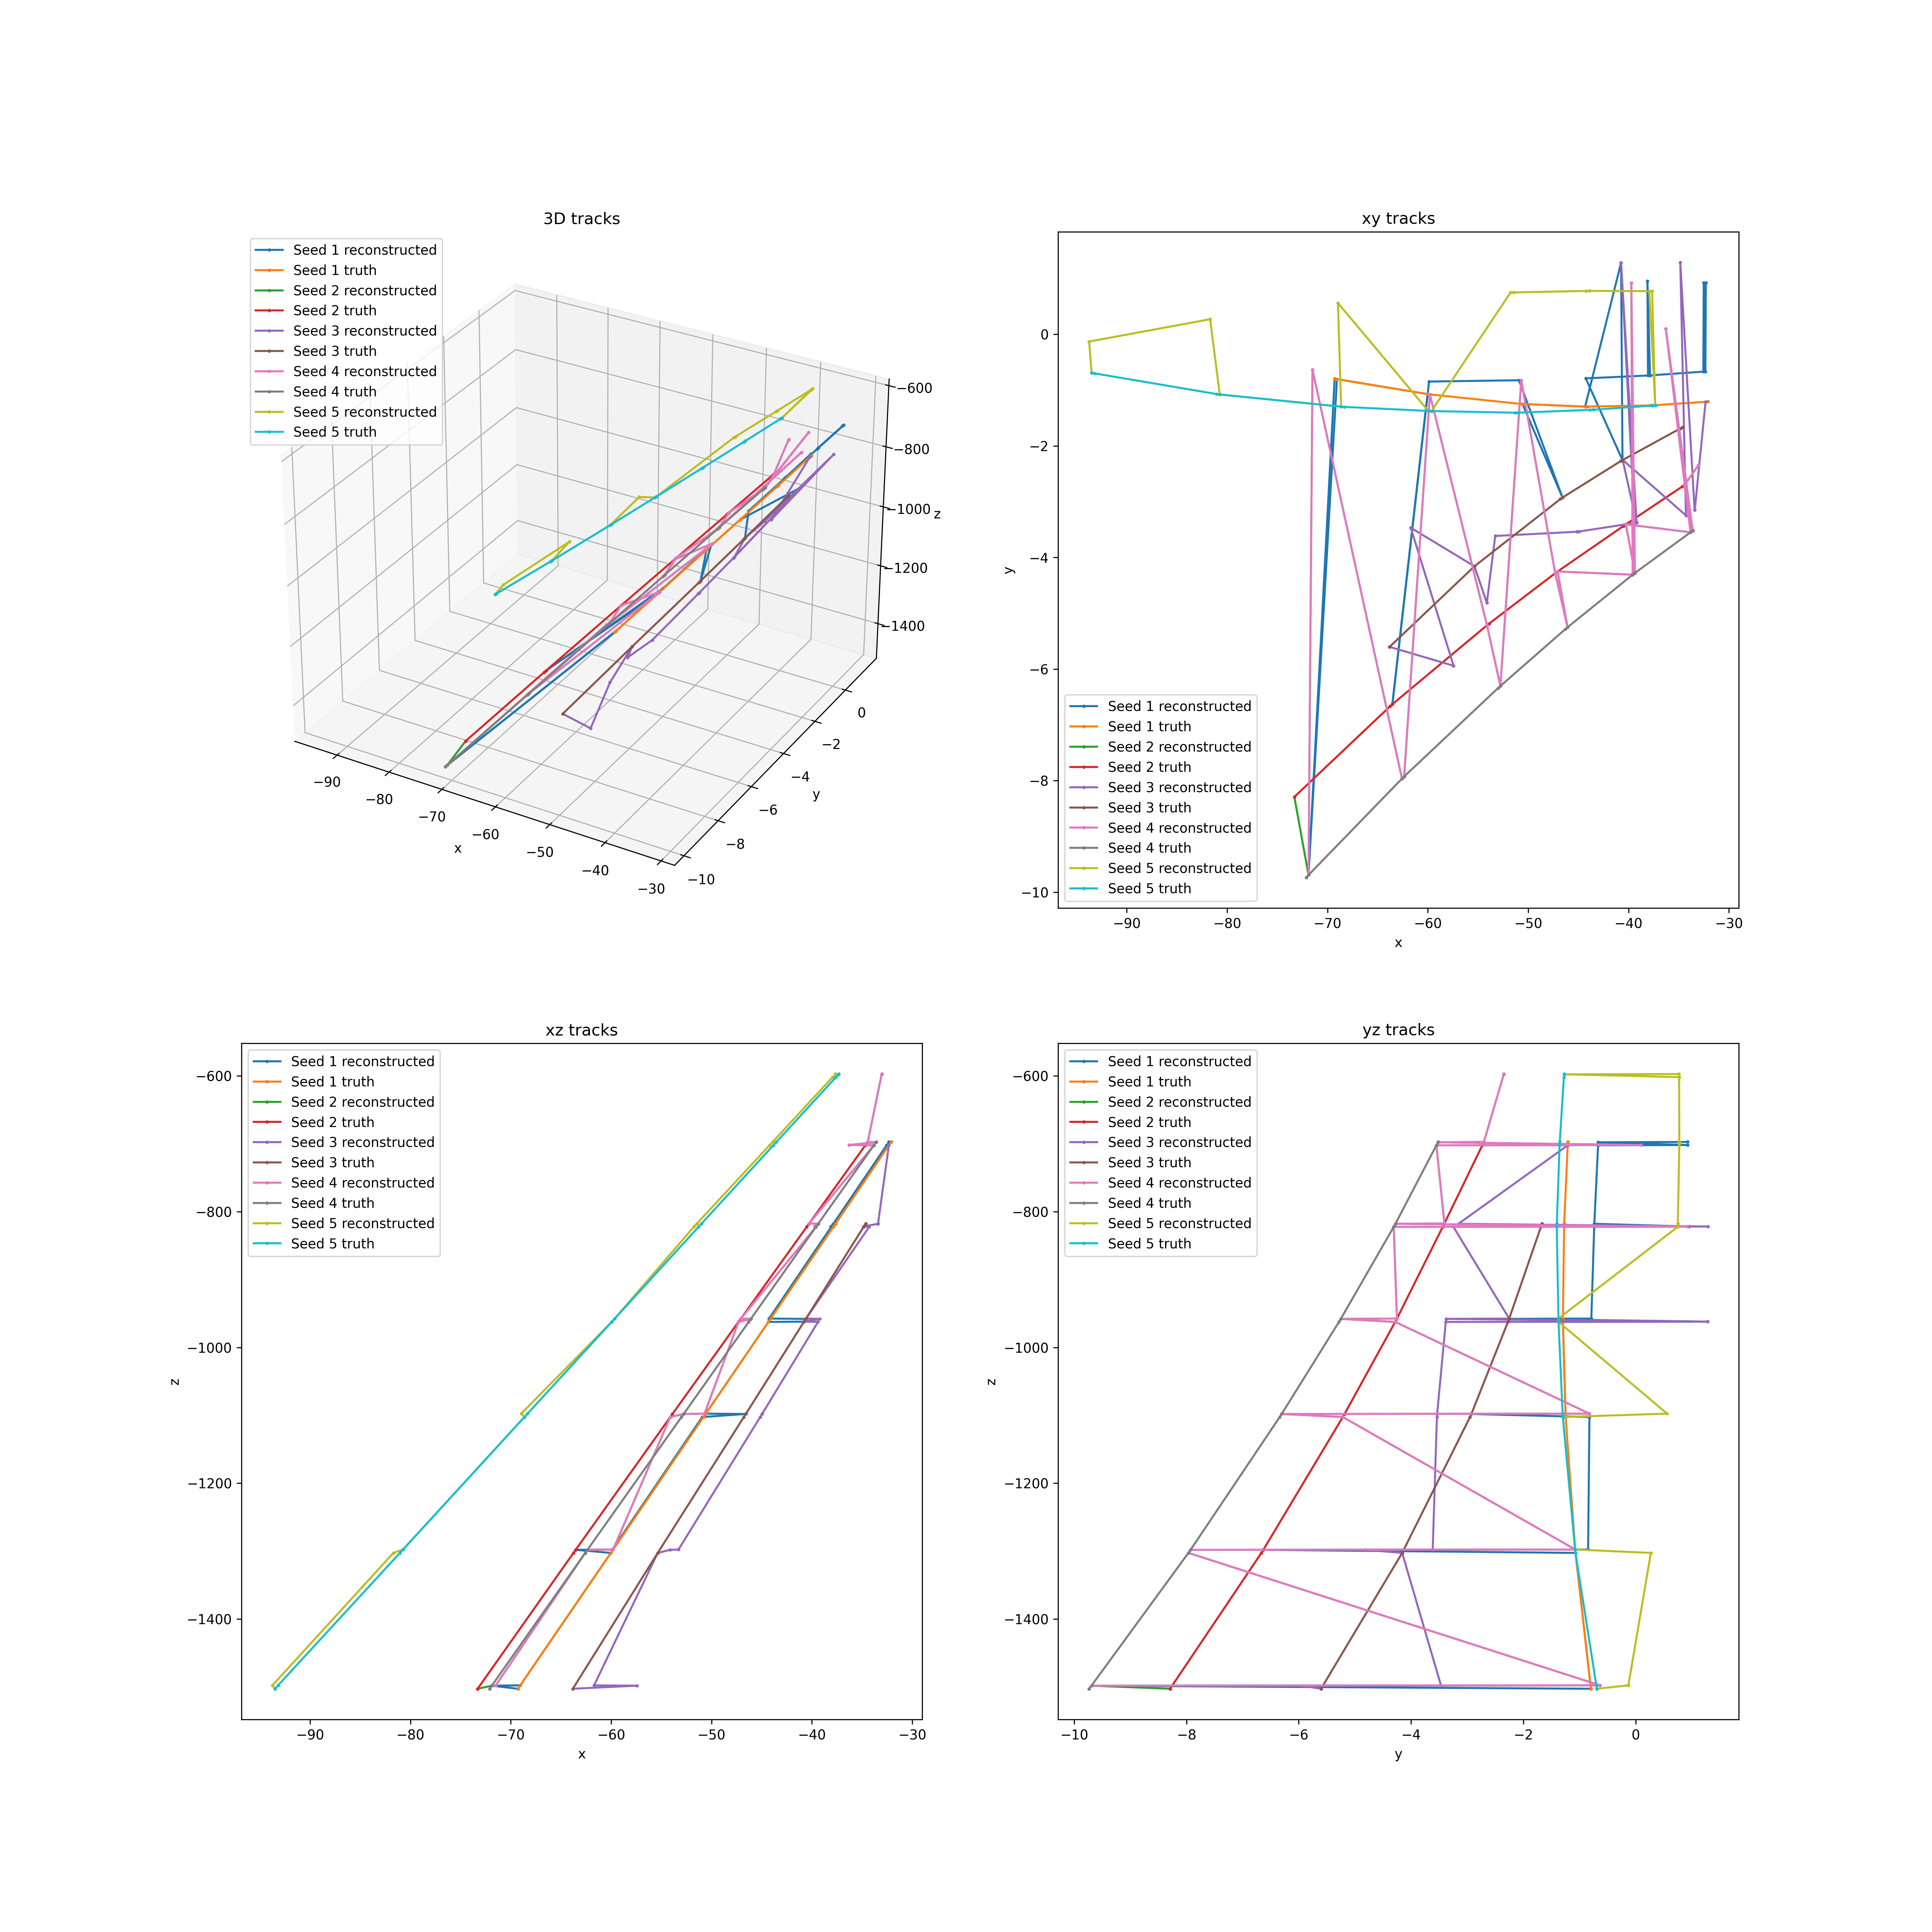 3D tracks
Seed 1 reconstructed
Seed 1 truth
Seed 2 reconstructed
Seed 2 truth
Seed 3 reconstructed
Seed 3 truth
Seed 4 reconstructed
Seed 4 truth
Seed 5 reconstructed
Seed 5 truth
−600
−800
−1000
z
−1200
−1400
0
−2
−4
y
−6
−8
−10
−90
−80
−70
x
−60
−50
−40
−30
xy tracks
0
−2
−4
y
−6
−8
−10
Seed 1 reconstructed
Seed 1 truth
Seed 2 reconstructed
Seed 2 truth
Seed 3 reconstructed
Seed 3 truth
Seed 4 reconstructed
Seed 4 truth
Seed 5 reconstructed
Seed 5 truth
−90 −80 −70 −60 −50 −40 −30
x
xz tracks
Seed 1 reconstructed
Seed 1 truth
Seed 2 reconstructed
Seed 2 truth
Seed 3 reconstructed
Seed 3 truth
Seed 4 reconstructed
Seed 4 truth
Seed 5 reconstructed
Seed 5 truth
−600
−800
−1000
z
−1200
−1400
−90 −80 −70 −60 −50 −40 −30
x
yz tracks
Seed 1 reconstructed
Seed 1 truth
Seed 2 reconstructed
Seed 2 truth
Seed 3 reconstructed
Seed 3 truth
Seed 4 reconstructed
Seed 4 truth
Seed 5 reconstructed
Seed 5 truth
−600
−800
−1000
z
−1200
−1400
−10 −8 −6 −4 −2 0
y